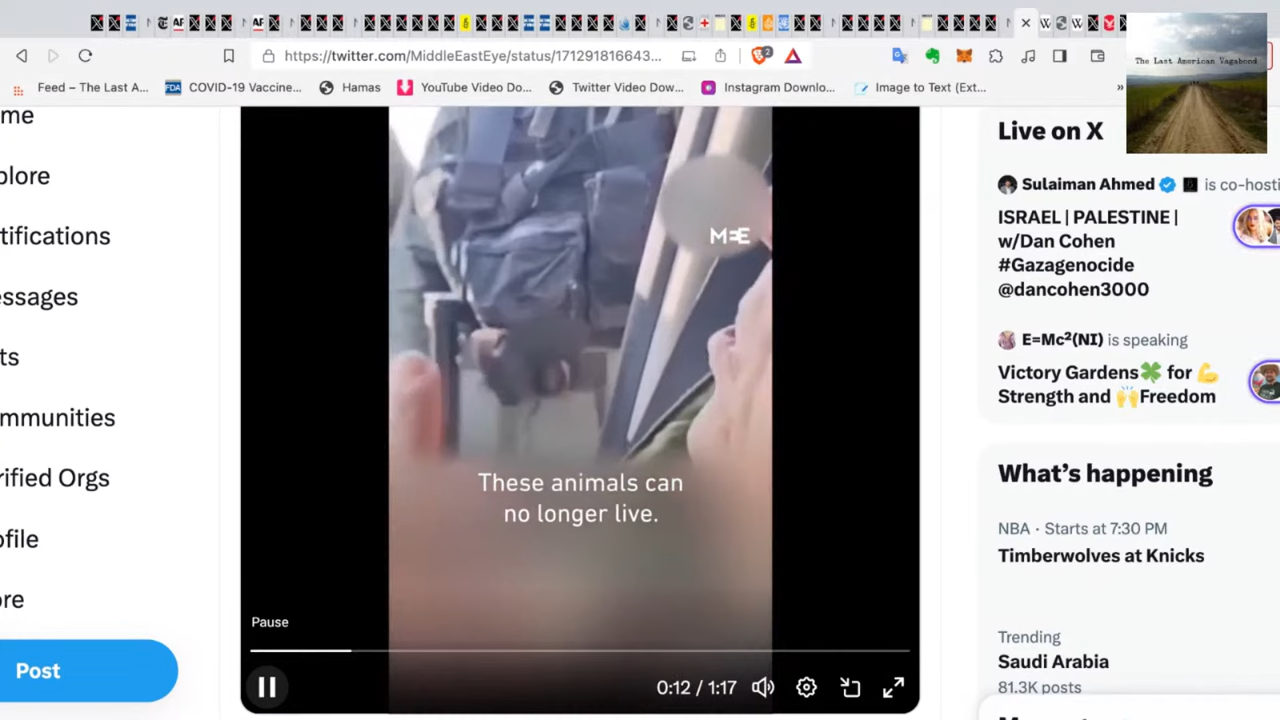 The Last American Vagabond
https://twitter.com/MiddleEastEye/status/171291816643...
2
Feed – The Last A...
FDA COVID-19 Vaccine...
Hamas
YouTube Video Do...
Twitter Video Dow...
Instagram Downlo...
Image to Text (Ext...
»
me
plore
tifications
essages
ts
mmunities
rified Orgs
ofile
ore
Post
MEE
These animals can
no longer live.
Pause
0:12 / 1:17
Live on X
Sulaiman Ahmed is co-hosti
ISRAEL | PALESTINE |
w/Dan Cohen
#Gazagenocide
@dancohen3000
E=Mc²(NI) is speaking
Victory Gardens🍀 for 💪
Strength and 🙌Freedom
What’s happening
NBA · Starts at 7:30 PM
Timberwolves at Knicks
Trending
Saudi Arabia
81.3K posts